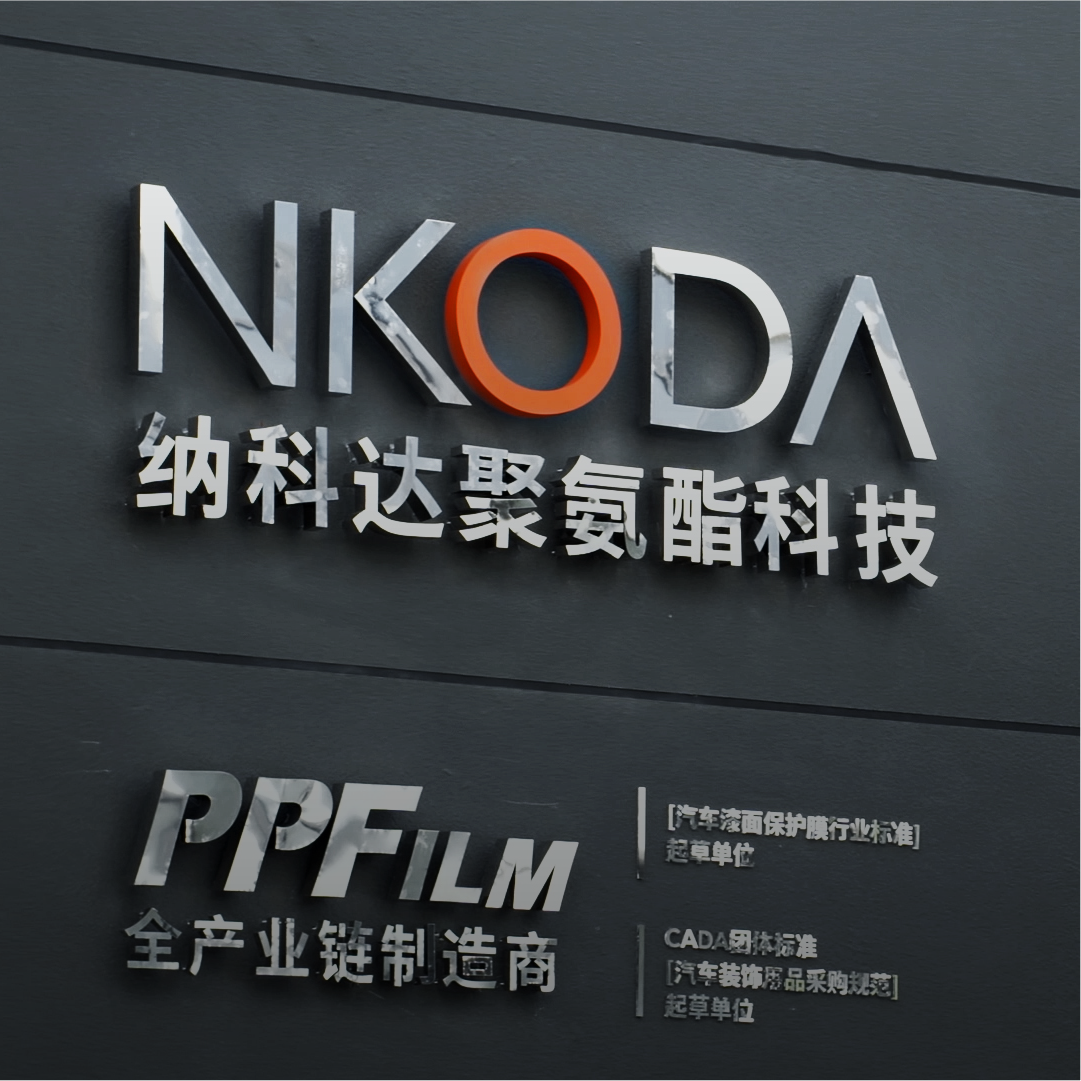 NKODA
纳科达聚氨酯科技
PPFILM
全产业链制造商
[汽车漆面保护膜行业标准]
起草单位
CADA团体标准
[汽车装饰用品采购规范]
起草单位